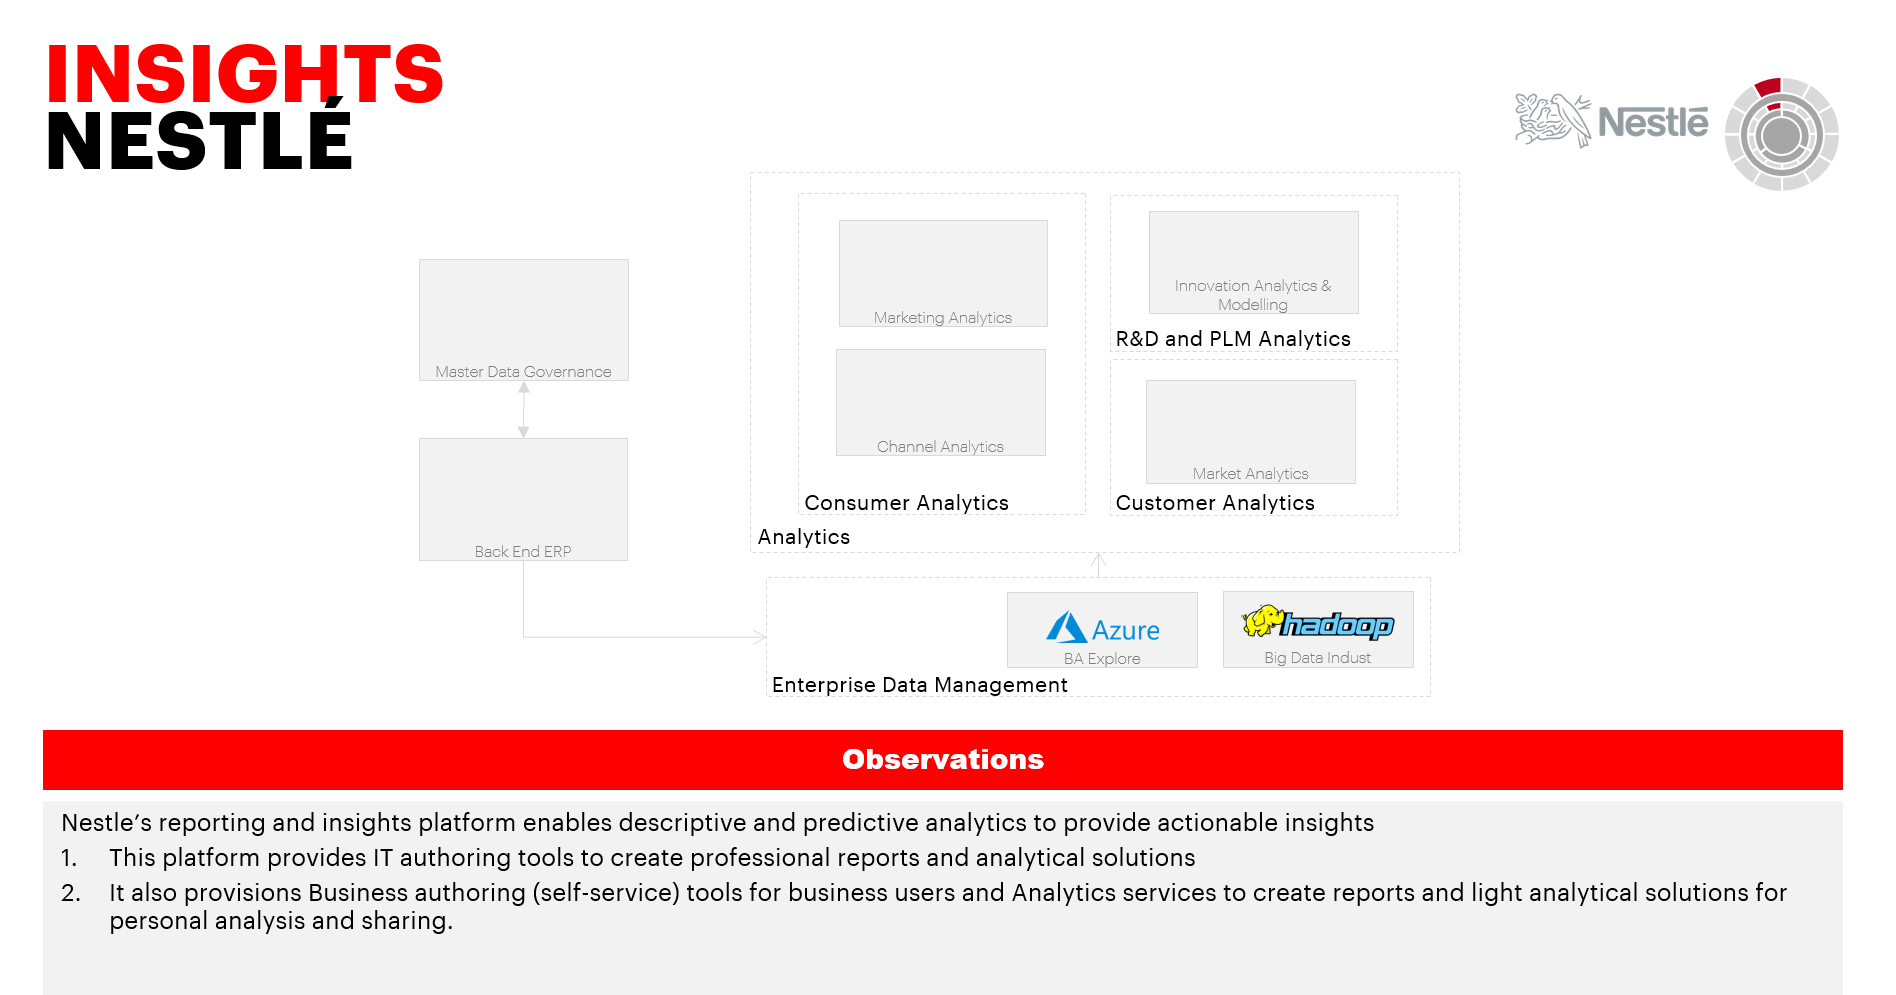 INSIGHTS
NESTLÉ
Nestlé
Master Data Governance
Back End ERP
Marketing Analytics
Channel Analytics
Consumer Analytics
Innovation Analytics &
Modelling
R&D and PLM Analytics
Market Analytics
Customer Analytics
Analytics
Azure
BA Explore
hadoop
Big Data Indust
Enterprise Data Management
Observations
Nestle’s reporting and insights platform enables descriptive and predictive analytics to provide actionable insights
1. This platform provides IT authoring tools to create professional reports and analytical solutions
2. It also provisions Business authoring (self-service) tools for business users and Analytics services to create reports and light analytical solutions for
personal analysis and sharing.